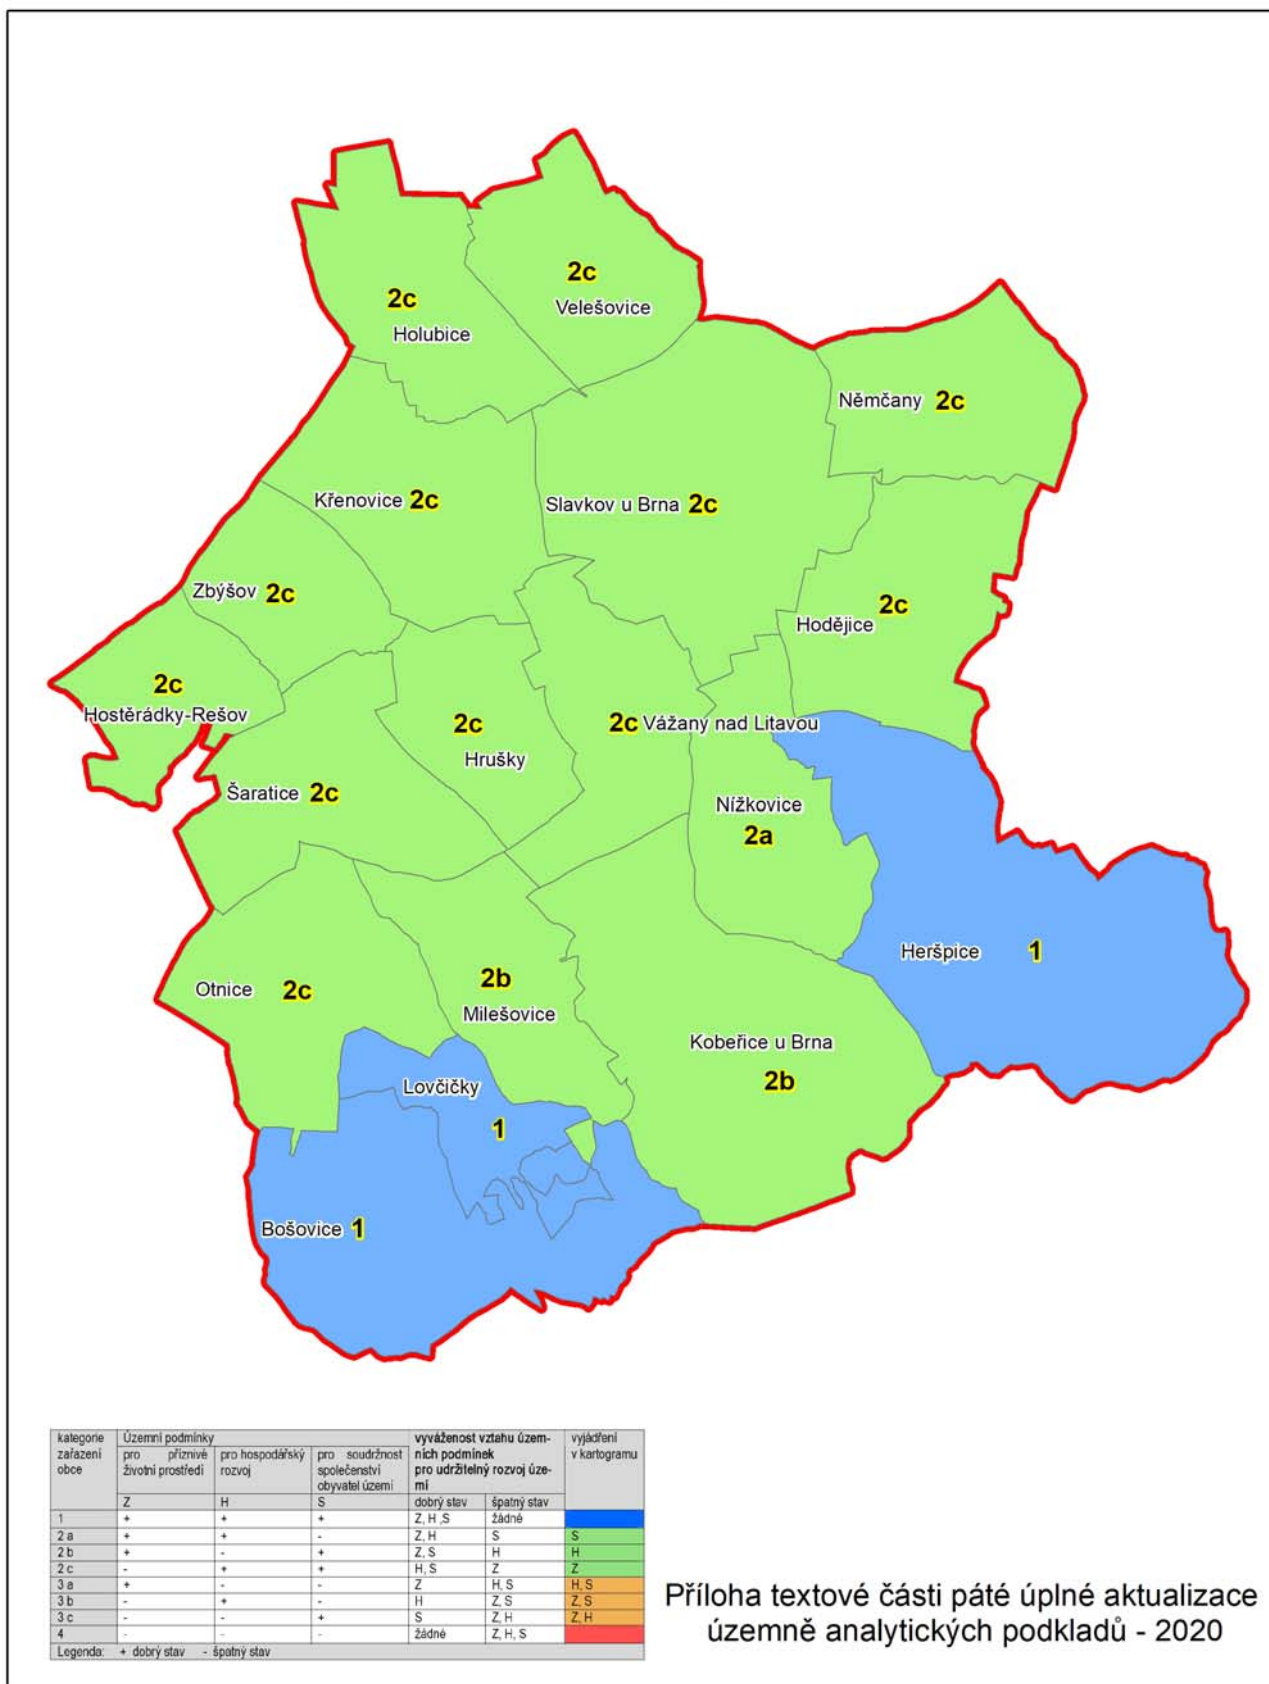 2c
Velešovice
2c
Holubice
Němčany 2c
Křenovice 2c
Slavkov u Brna 2c
Zbýšov 2c
2c
Hodějice
2c
Hostěrádky-Rešov
2c
Hrušky
2c Vážany nad Litavou
Šaratice 2c
Nížkovice
2a
Heršpice 1
Otnice 2c
2b
Milešovice
Kobeřice u Brna
2b
Lovčičky
1
Bošovice 1
kategorie zařazení obce
Územní podmínky
vyváženost vztahu územ-
ních podmínek
pro udržitelný rozvoj úze-
mí
vyjádření
v kartogramu
pro příznivé
životní prostředí
pro hospodářský
rozvoj
pro soudržnost
společenství
obyvatel území
Z H S dobrý stav špatný stav
1 + + + Z, H ,S žádné
2 a + + - Z, H S S
2 b + - + Z, S H H
2 c - + + H, S Z Z
3 a + - - Z H, S H, S
3 b - + - H Z, S Z, S
3 c - - + S Z, H Z, H
4 - - - žádné Z, H, S
Legenda: + dobrý stav - špatný stav
Příloha textové části páté úplné aktualizace
územně analytických podkladů - 2020